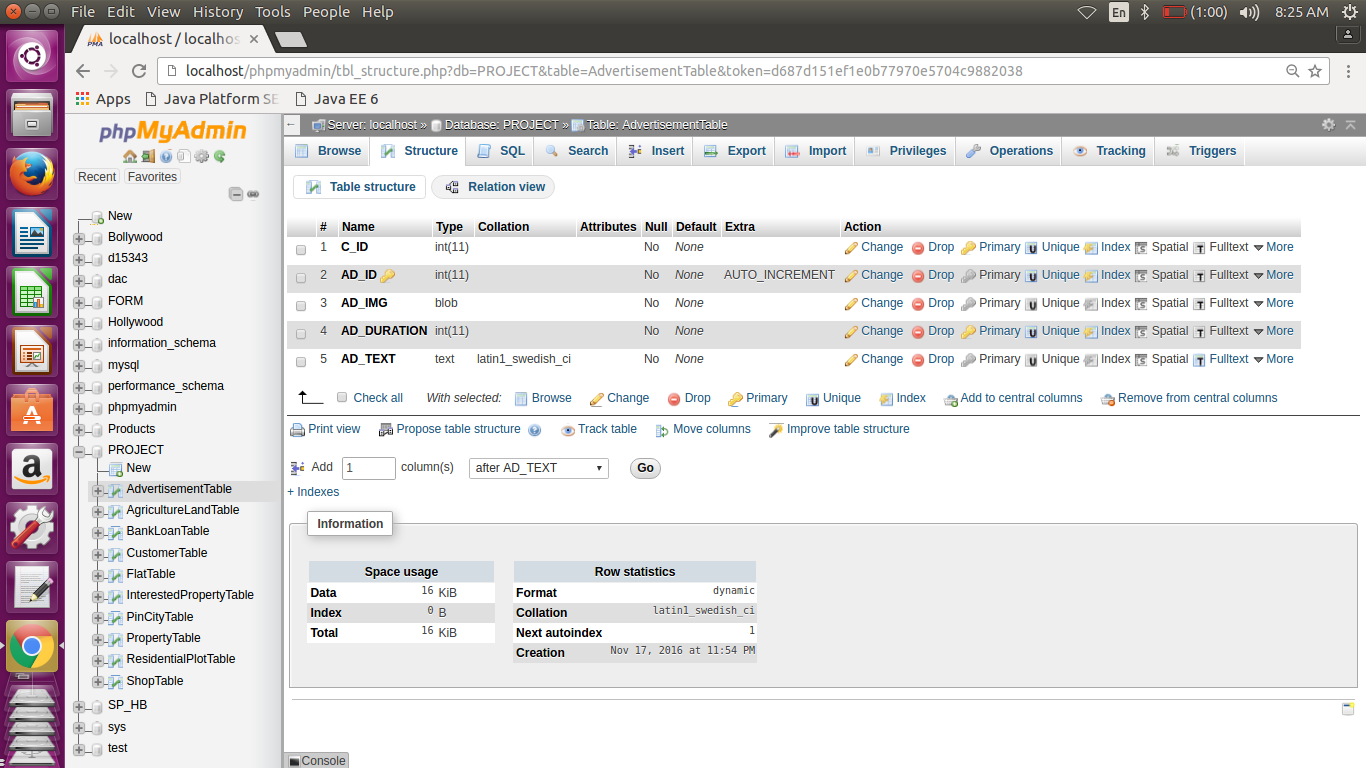 File Edit View History Tools People Help
En (1:00) 8:25 AM
PMA localhost / localhos
localhost/phpmyadmin/tbl_structure.php?db=PROJECT&table=AdvertisementTable&token=d687d151ef1e0b77970e5704c9882038
Apps Java Platform SE Java EE 6
phpMyAdmin
Recent Favorites
New
Bollywood
d15343
dac
FORM
Hollywood
information_schema
mysql
performance_schema
phpmyadmin
Products
PROJECT
New
AdvertisementTable
AgricultureLandTable
BankLoanTable
CustomerTable
FlatTable
InterestedPropertyTable
PinCityTable
PropertyTable
ResidentialPlotTable
ShopTable
SP_HB
sys
test
Server: localhost » Database: PROJECT » Table: AdvertisementTable
Browse Structure SQL Search Insert Export Import Privileges Operations Tracking Triggers
Table structure Relation view
# Name Type Collation Attributes Null Default Extra Action
1 C_ID int(11) No None Change Drop Primary Unique Index Spatial Fulltext More
2 AD_ID int(11) No None AUTO_INCREMENT Change Drop Primary Unique Index Spatial Fulltext More
3 AD_IMG blob No None Change Drop Primary Unique Index Spatial Fulltext More
4 AD_DURATION int(11) No None Change Drop Primary Unique Index Spatial Fulltext More
5 AD_TEXT text latin1_swedish_ci No None Change Drop Primary Unique Index Spatial Fulltext More
Check all With selected: Browse Change Drop Primary Unique Index Add to central columns Remove from central columns
Print view Propose table structure Track table Move columns Improve table structure
Add 1 column(s) after AD_TEXT Go
+ Indexes
Information
Space usage
Data 16 KiB
Index 0 B
Total 16 KiB
Row statistics
Format dynamic
Collation latin1_swedish_ci
Next autoindex 1
Creation Nov 17, 2016 at 11:54 PM
Console